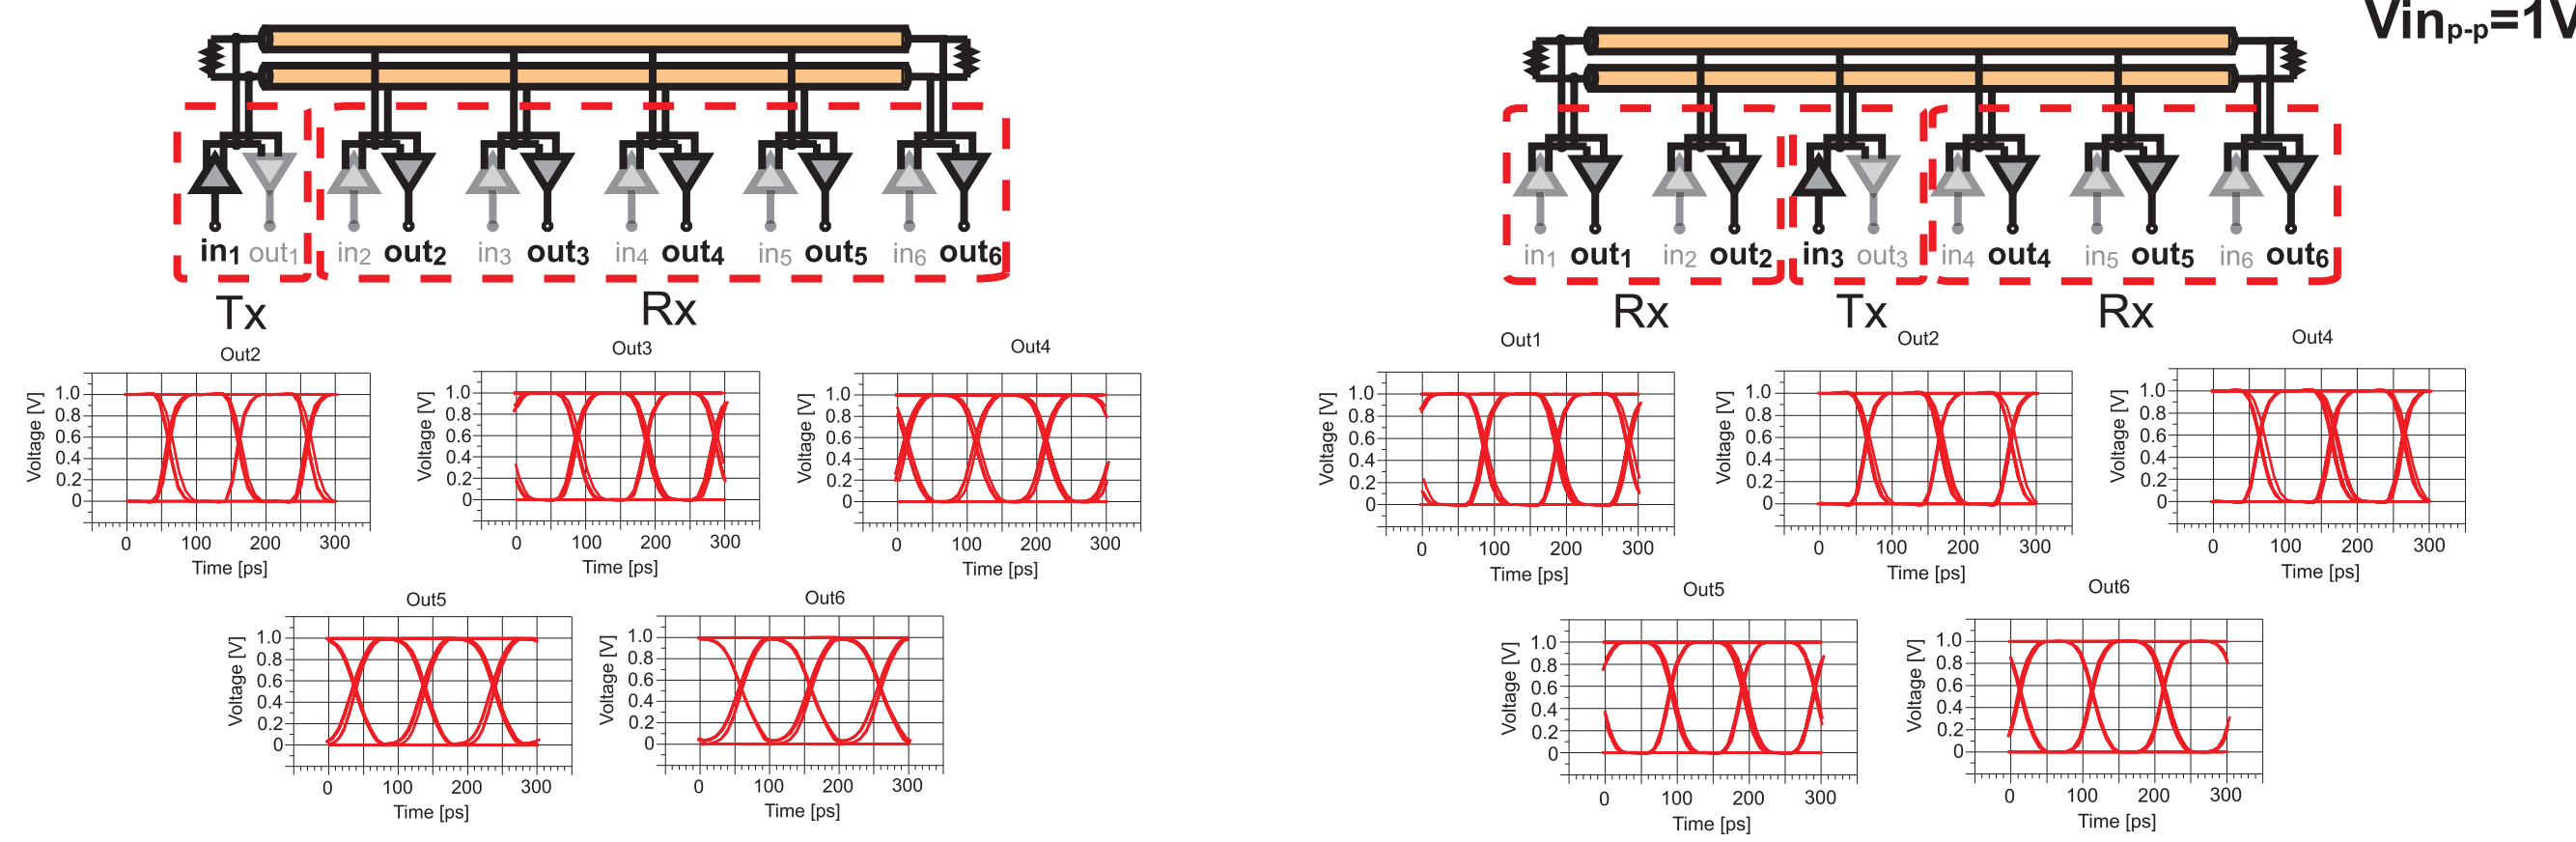 Vinp-p=1V
in1 out1 in2 out2 in3 out3 in4 out4 in5 out5 in6 out6
Tx Rx
in1 out1 in2 out2 in3 out3 in4 out4 in5 out5 in6 out6
Rx Tx Rx
Out2
Voltage [V]
1.0
0.8
0.6
0.4
0.2
0
0 100 200 300
Time [ps]
Out3
Voltage [V]
1.0
0.8
0.6
0.4
0.2
0
0 100 200 300
Time [ps]
Out4
Voltage [V]
1.0
0.8
0.6
0.4
0.2
0
0 100 200 300
Time [ps]
Out5
Voltage [V]
1.0
0.8
0.6
0.4
0.2
0
0 100 200 300
Time [ps]
Out6
Voltage [V]
1.0
0.8
0.6
0.4
0.2
0
0 100 200 300
Time [ps]
Out1
Voltage [V]
1.0
0.8
0.6
0.4
0.2
0
0 100 200 300
Time [ps]
Out2
Voltage [V]
1.0
0.8
0.6
0.4
0.2
0
0 100 200 300
Time [ps]
Out4
Voltage [V]
1.0
0.8
0.6
0.4
0.2
0
0 100 200 300
Time [ps]
Out5
Voltage [V]
1.0
0.8
0.6
0.4
0.2
0
0 100 200 300
Time [ps]
Out6
Voltage [V]
1.0
0.8
0.6
0.4
0.2
0
0 100 200 300
Time [ps]